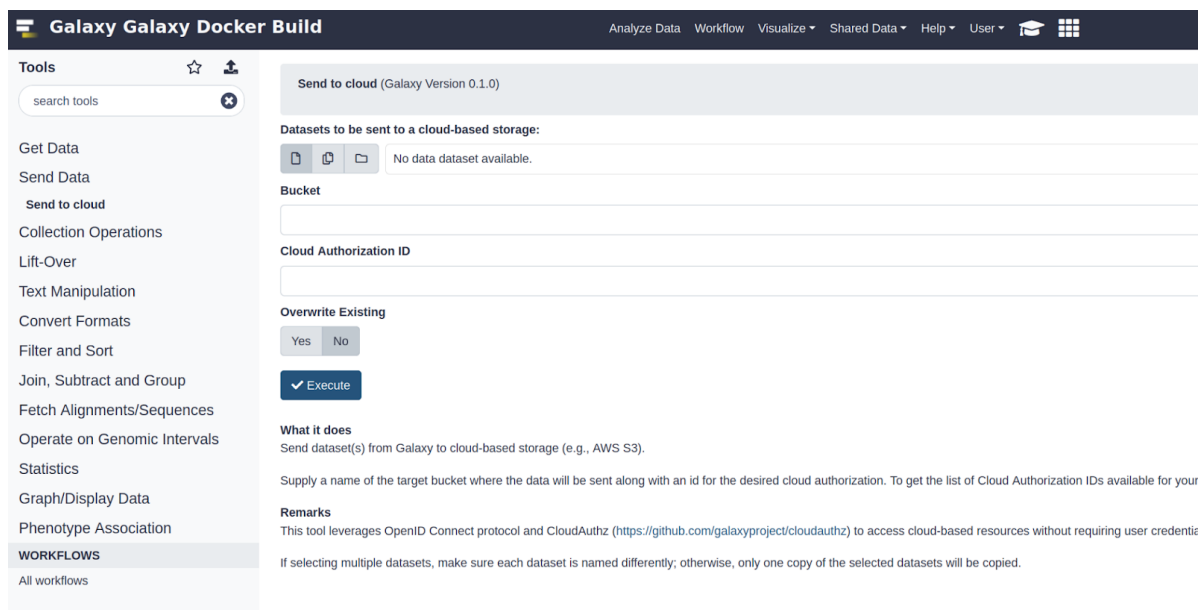 Galaxy Galaxy Docker Build
Analyze Data Workflow Visualize Shared Data Help User
Tools
search tools
Get Data
Send Data
Send to cloud
Collection Operations
Lift-Over
Text Manipulation
Convert Formats
Filter and Sort
Join, Subtract and Group
Fetch Alignments/Sequences
Operate on Genomic Intervals
Statistics
Graph/Display Data
Phenotype Association
WORKFLOWS
All workflows
Send to cloud (Galaxy Version 0.1.0)
Datasets to be sent to a cloud-based storage:
No data dataset available.
Bucket
Cloud Authorization ID
Overwrite Existing
Yes No
Execute
What it does
Send dataset(s) from Galaxy to cloud-based storage (e.g., AWS S3).
Supply a name of the target bucket where the data will be sent along with an id for the desired cloud authorization. To get the list of Cloud Authorization IDs available for your
Remarks
This tool leverages OpenID Connect protocol and CloudAuthz (https://github.com/galaxyproject/cloudauthz) to access cloud-based resources without requiring user credentia
If selecting multiple datasets, make sure each dataset is named differently; otherwise, only one copy of the selected datasets will be copied.